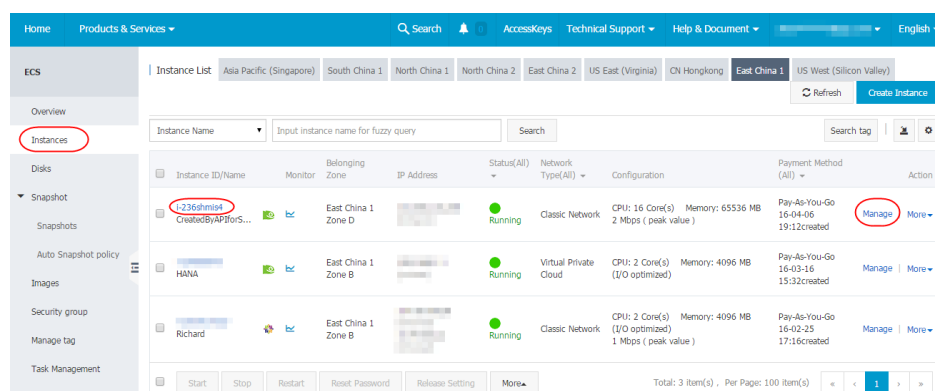 Home Products & Services Search 0 AccessKeys Technical Support Help & Document English
ECS
Overview
Instances
Disks
Snapshot
Snapshots
Auto Snapshot policy
Images
Security group
Manage tag
Task Management
Instance List Asia Pacific (Singapore) South China 1 North China 1 North China 2 East China 2 US East (Virginia) CN Hongkong East China 1 US West (Silicon Valley)
Refresh Create Instance
Instance Name Input instance name for fuzzy query Search Search tag
Instance ID/Name Monitor Belonging Zone IP Address Status(All) Network Type(All) Configuration Payment Method (All) Action
i-236shmis4
CreatedByAPIforS...
East China 1
Zone D
Running
Classic Network
CPU: 16 Core(s) Memory: 65536 MB
2 Mbps ( peak value )
Pay-As-You-Go
16-04-06
19:12created
Manage More
HANA
East China 1
Zone B
Running
Virtual Private
Cloud
CPU: 2 Core(s) Memory: 4096 MB
(I/O optimized)
Pay-As-You-Go
16-03-16
15:32created
Manage | More
Richard
East China 1
Zone B
Running
Classic Network
CPU: 2 Core(s) Memory: 4096 MB
(I/O optimized)
1 Mbps ( peak value )
Pay-As-You-Go
16-02-25
17:16created
Manage | More
Start Stop Restart Reset Password Release Setting More Total: 3 item(s) , Per Page: 100 item(s) « ‹ 1 › »